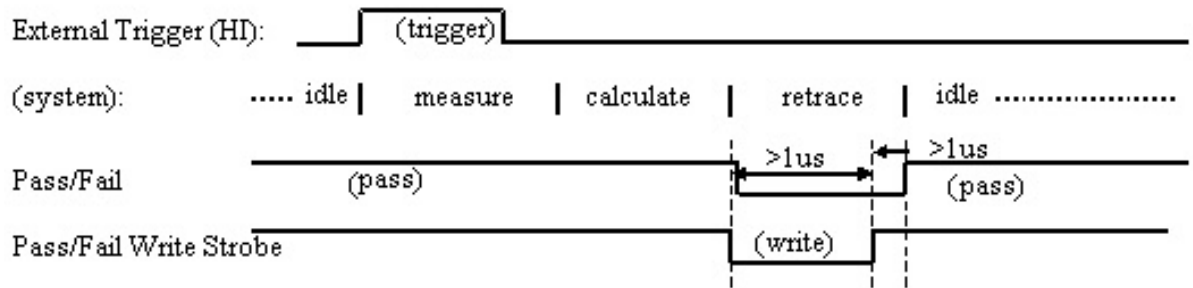 External Trigger (HI): (trigger)
(system): ..... idle | measure | calculate | retrace | idle ........................
>1us >1us
Pass/Fail (pass) (pass)
Pass/Fail Write Strobe (write)